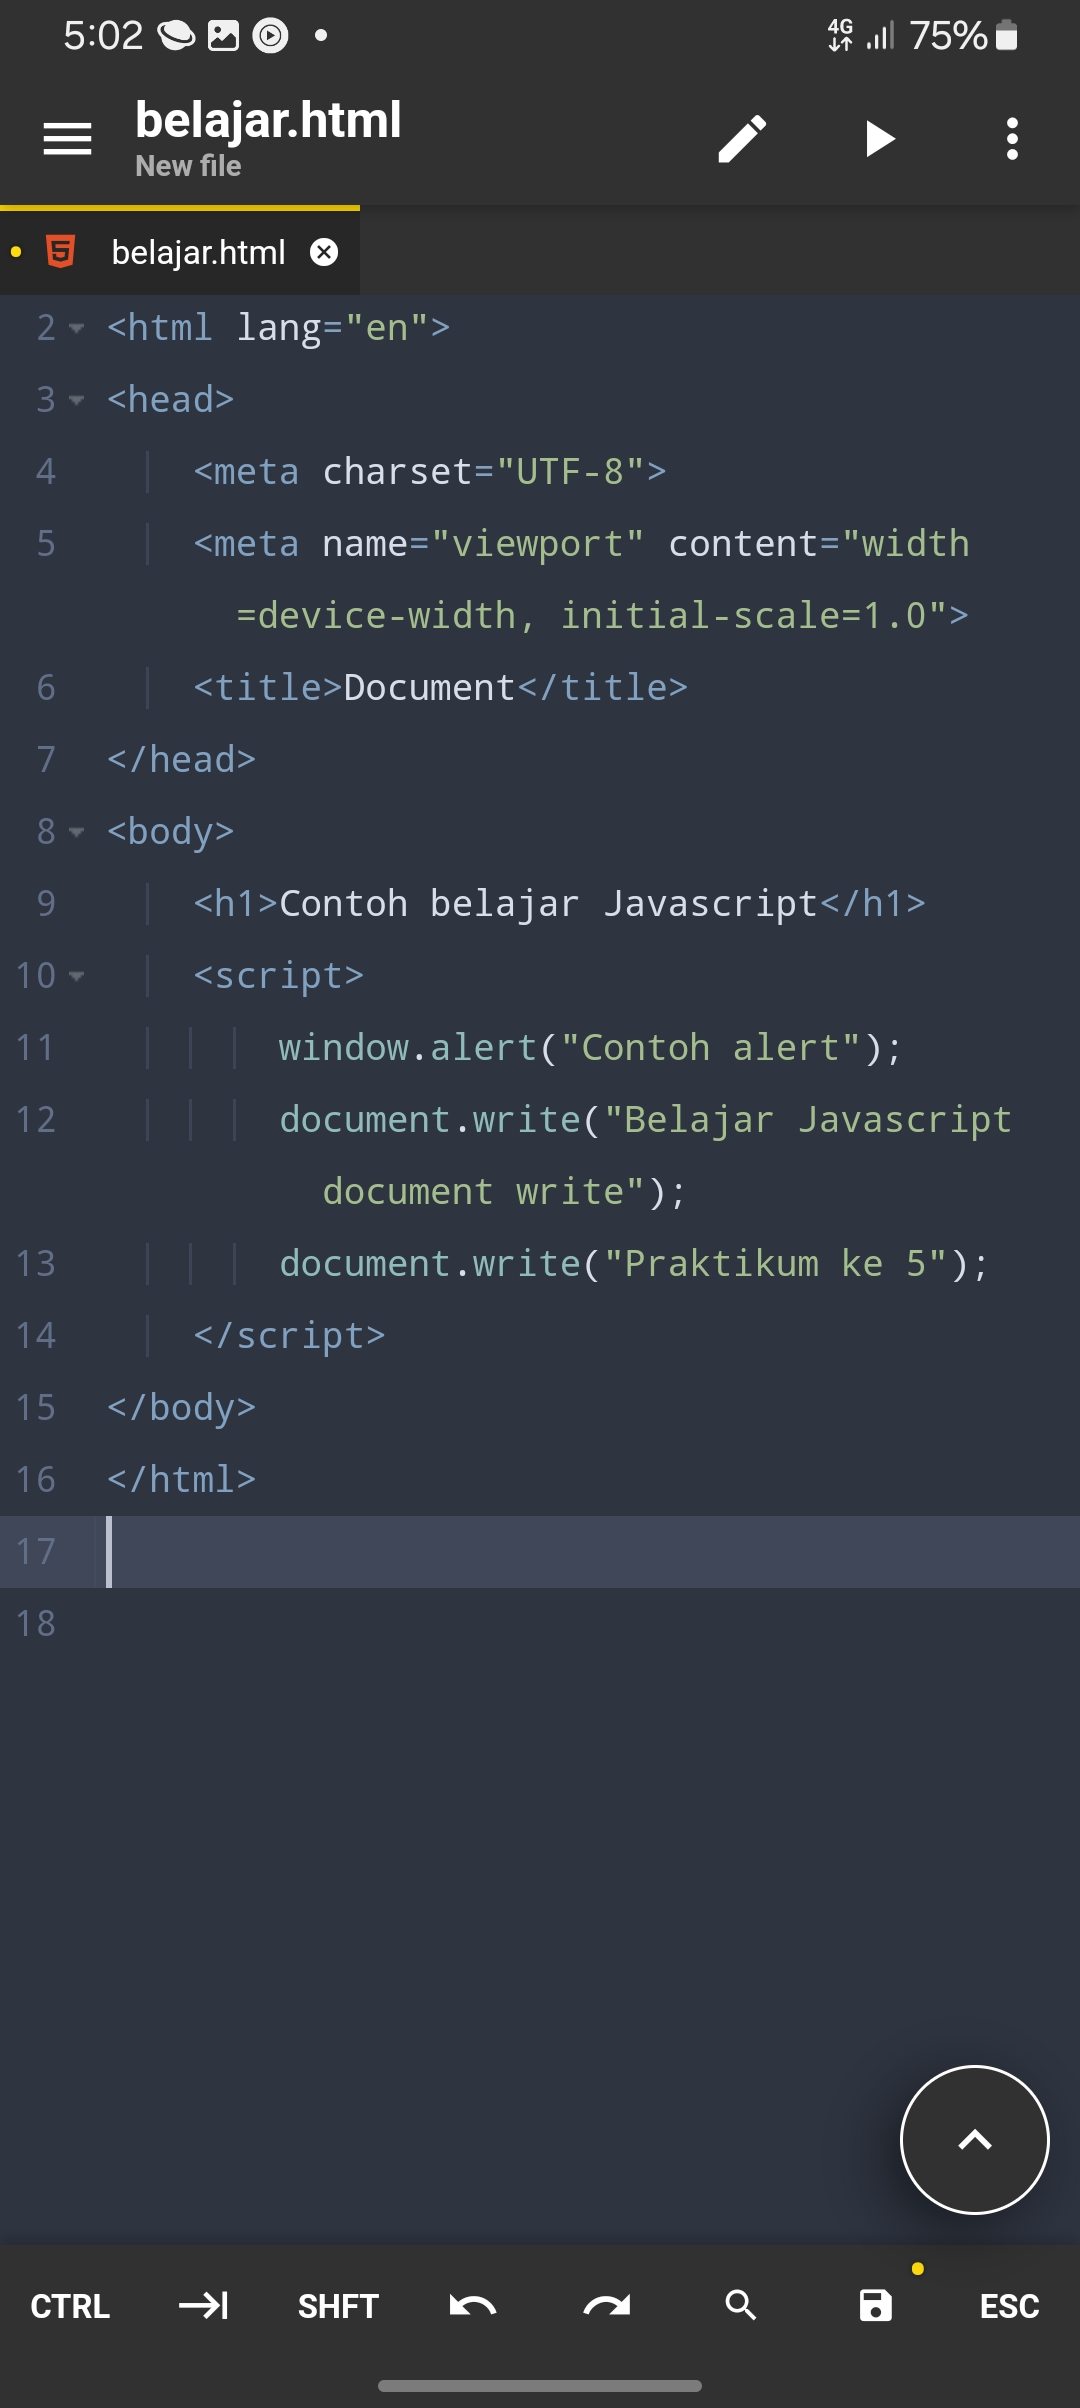 5:02 4G 75%
belajar.html
New file
belajar.html
2 <html lang="en">
3 <head>
4 <meta charset="UTF-8">
5 <meta name="viewport" content="width
=device-width, initial-scale=1.0">
6 <title>Document</title>
7 </head>
8 <body>
9 <h1>Contoh belajar Javascript</h1>
10 <script>
11 window.alert("Contoh alert");
12 document.write("Belajar Javascript
document write");
13 document.write("Praktikum ke 5");
14 </script>
15 </body>
16 </html>
17
18
CTRL SHFT ESC